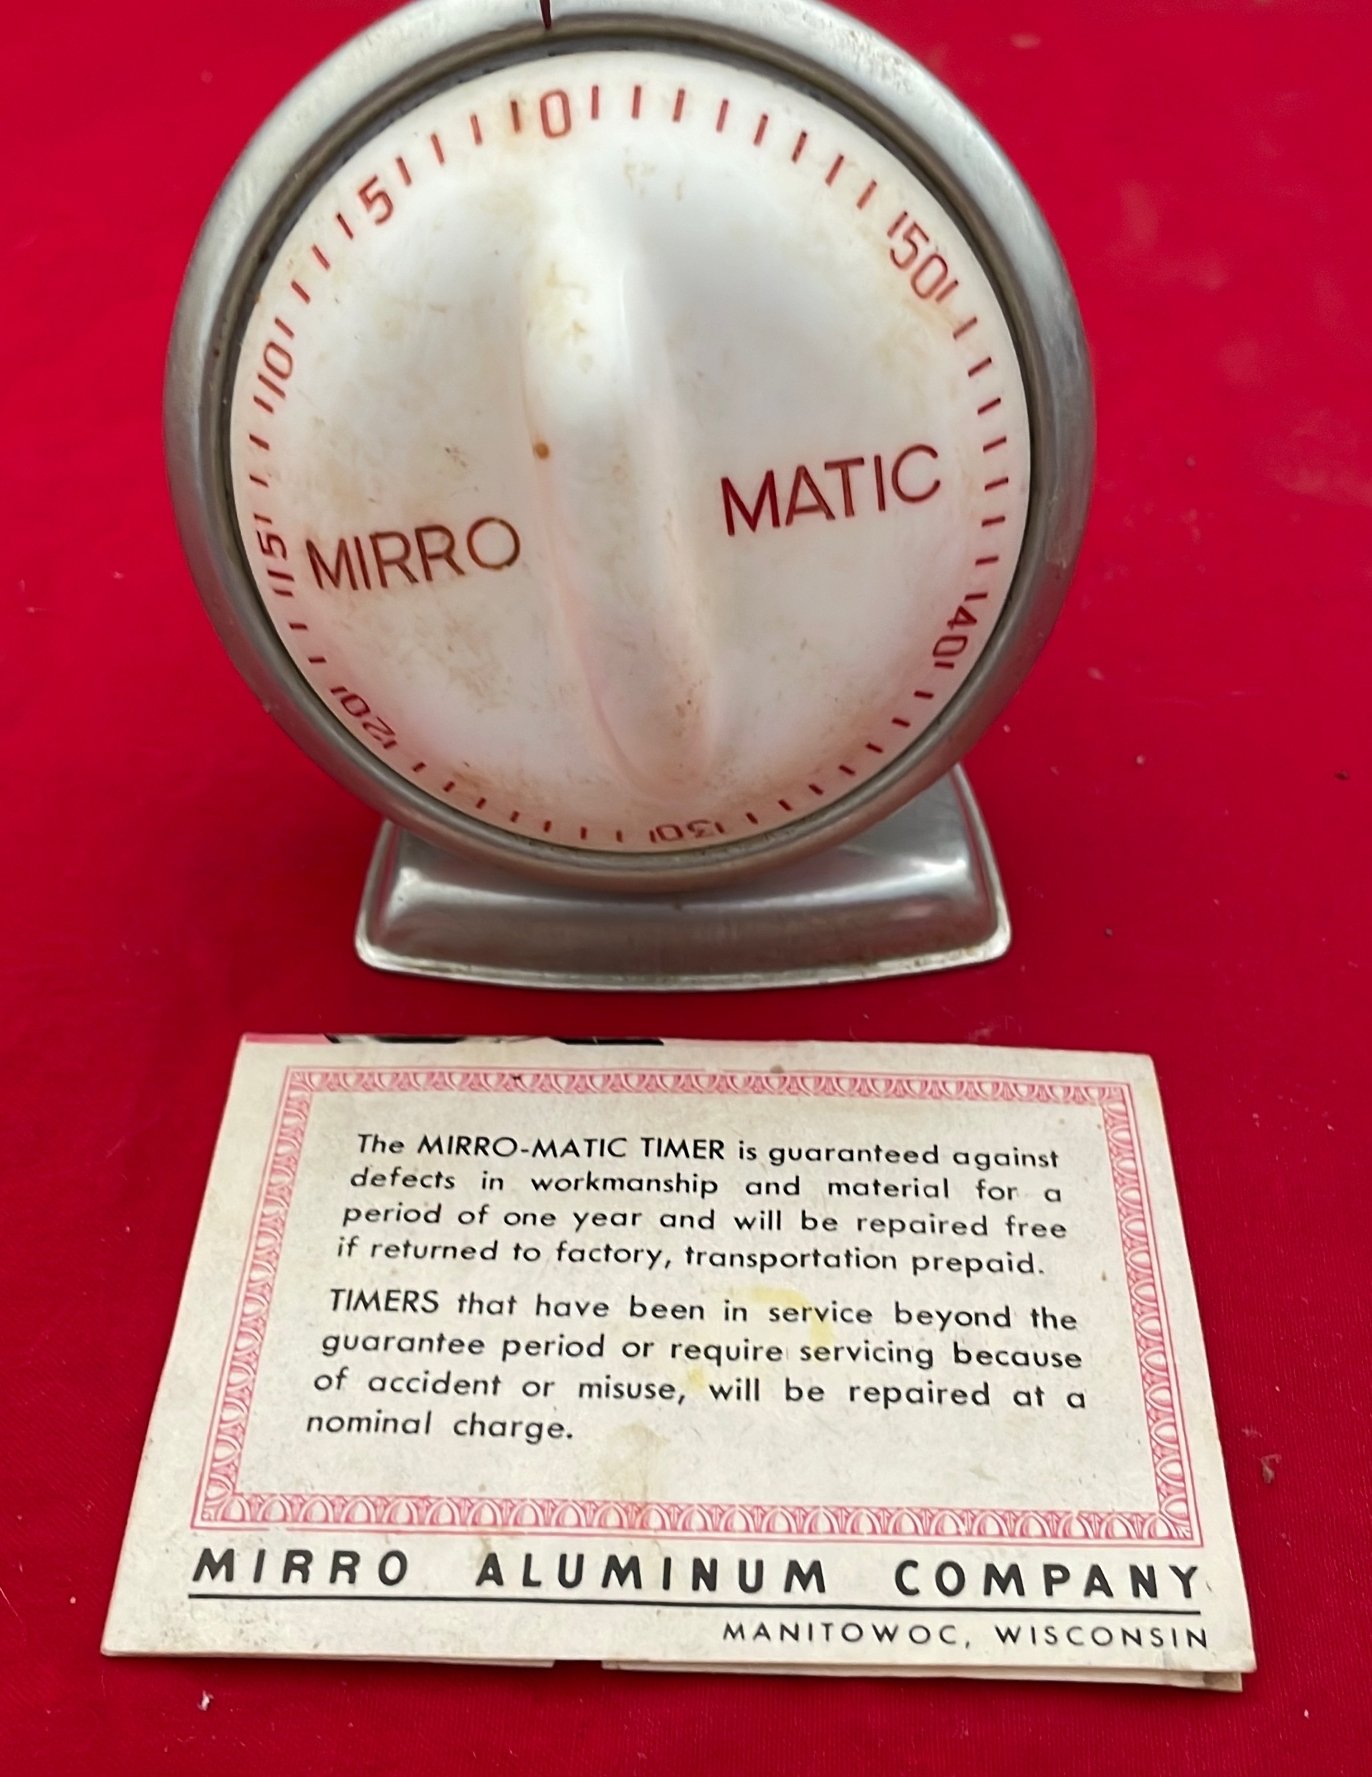 0
5
10
15
20
30
40
50
MIRRO MATIC
The MIRRO-MATIC TIMER is guaranteed against
defects in workmanship and material for a
period of one year and will be repaired free
if returned to factory, transportation prepaid.
TIMERS that have been in service beyond the
guarantee period or require servicing because
of accident or misuse, will be repaired at a
nominal charge.
MIRRO ALUMINUM COMPANY
MANITOWOC, WISCONSIN